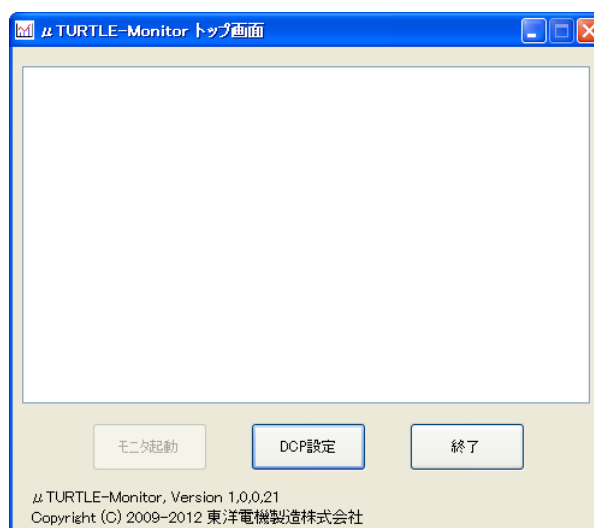 μTURTLE-Monitor トップ画面
モニタ起動
DCP設定
終了
μTURTLE-Monitor, Version 1,0,0,21
Copyright (C) 2009-2012 東洋電機製造株式会社